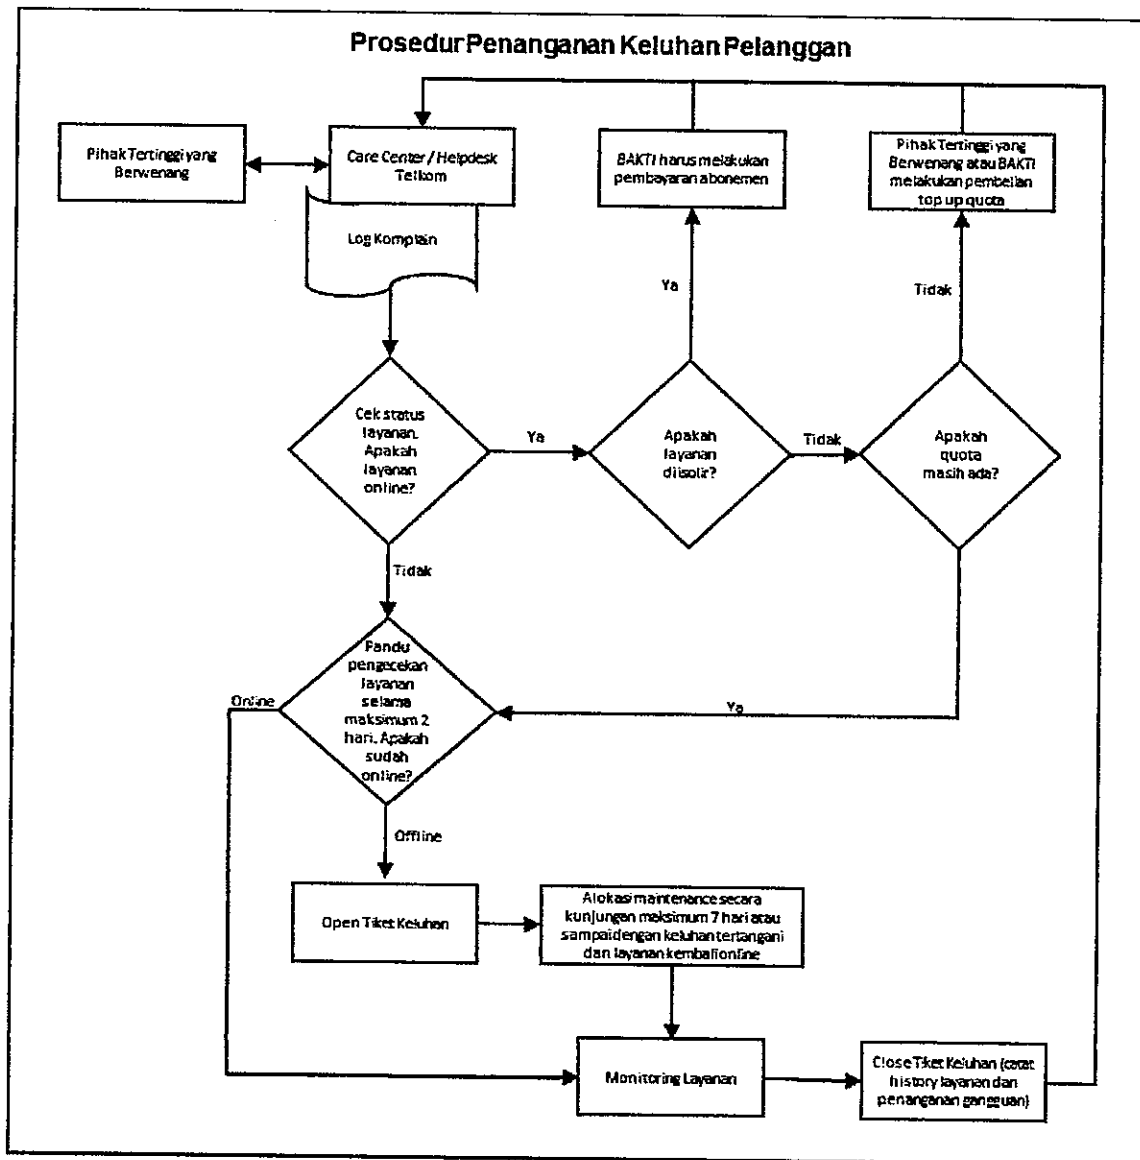 Prosedur Penanganan Keluhan Pelanggan
Pihak Tertinggi yang
Berwenang
Care Center / Helpdesk
Telkom
BAKTI harus melakukan
pembayaran abonemen
Pihak Tertinggi yang
Berwenang atau BAKTI
melakukan pembelian
top up quota
Log Komplain
Ya
Tidak
Cek status
layanan.
Apakah
layanan
online?
Ya
Apakah
layanan
diisolir?
Tidak
Apakah
quota
masih ada?
Tidak
Pandu
pengecekan
layanan
selama
maksimum 2
hari. Apakah
sudah
online?
Online
Ya
Offline
Open Tiket Keluhan
Alokasi maintenance secara
kunjungan maksimum 7 hari atau
sampai dengan keluhan tertangani
dan layanan kembali online
Monitoring Layanan
Close Tiket Keluhan (catat
history layanan dan
penanganan gangguan)